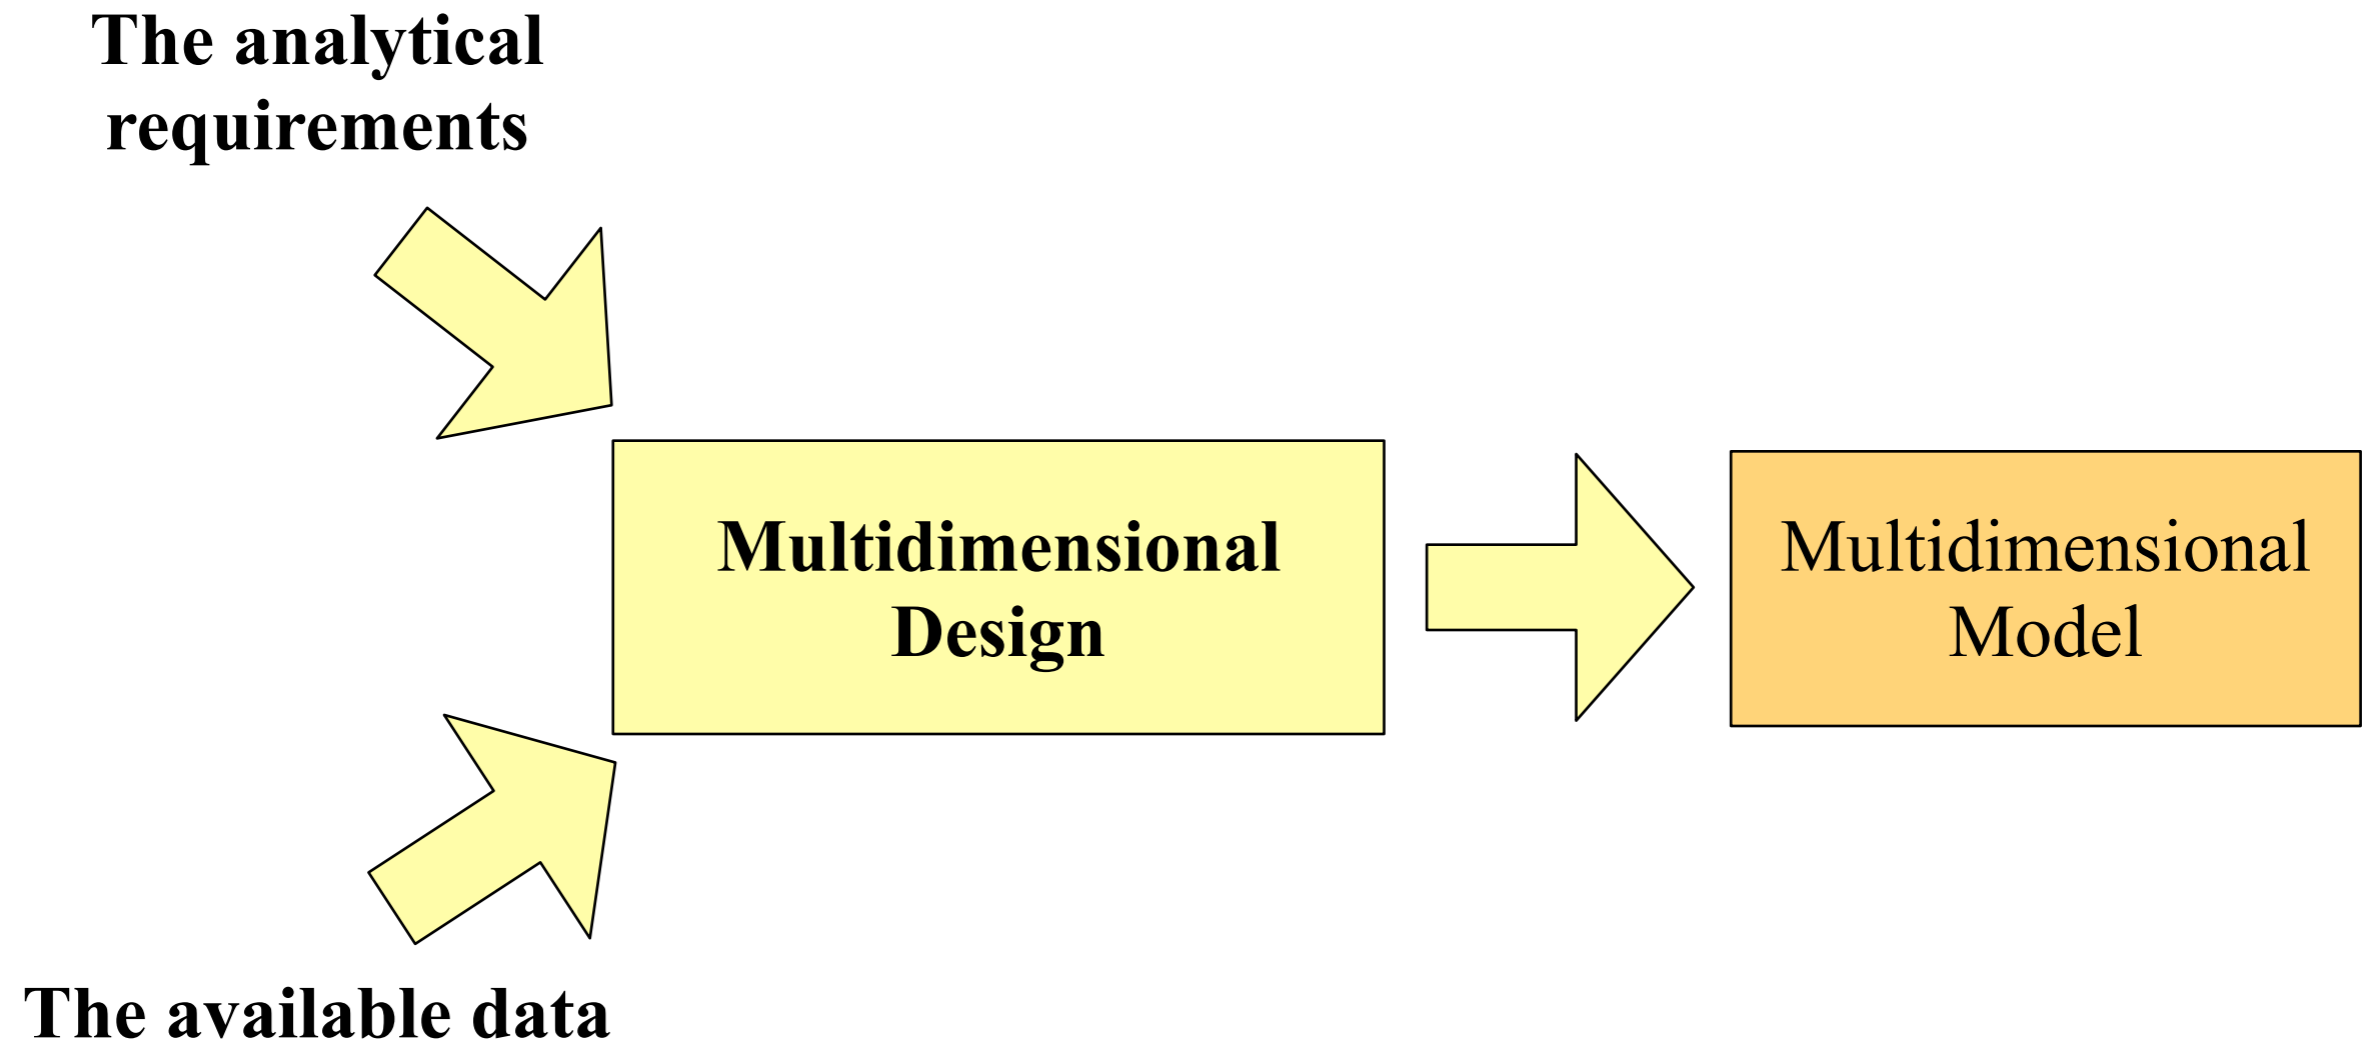 The analytical
requirements
Multidimensional
Design
Multidimensional
Model
The available data